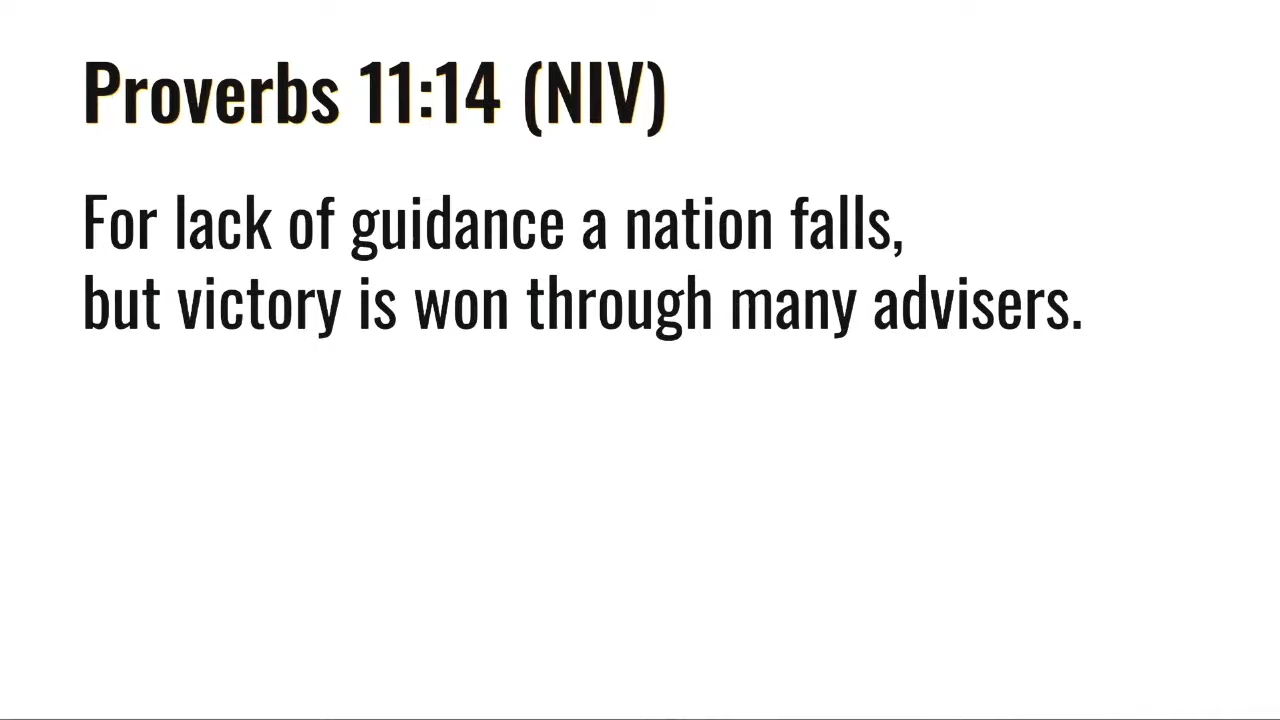 Proverbs 11:14 (NIV)
For lack of guidance a nation falls,
but victory is won through many advisers.